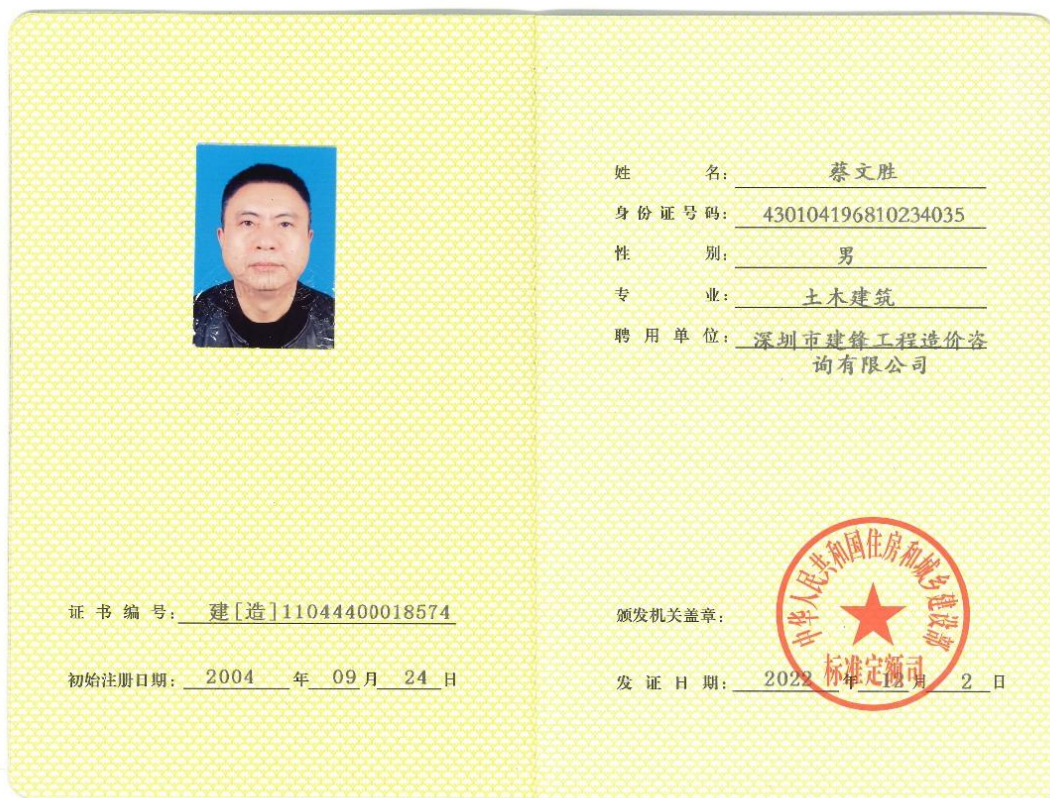 姓名：蔡文胜
身份证号码：430104196810234035
性别：男
专业：土木建筑
聘用单位：深圳市建锋工程造价咨
询有限公司
证书编号：建[造]11044400018574
初始注册日期：2004年09月24日
颁发机关盖章：
中华人民共和国住房和城乡建设部
标准定额司
发证日期：2022年12月2日